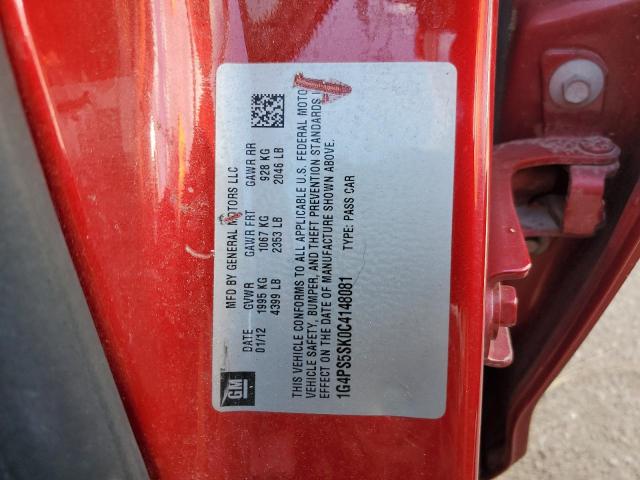 MFD BY GENERAL MOTORS LLC
01/12 GVWR GAWR FRT GAWR RR
1995 KG 1067 KG 928 KG
4399 LB 2353 LB 2046 LB
THIS VEHICLE CONFORMS TO ALL APPLICABLE U.S. FEDERAL MOTO
VEHICLE SAFETY, BUMPER, AND THEFT PREVENTION STANDARDS I
EFFECT ON THE DATE OF MANUFACTURE SHOWN ABOVE.
1G4PS5SK0C4148081 TYPE: PASS CAR
GM